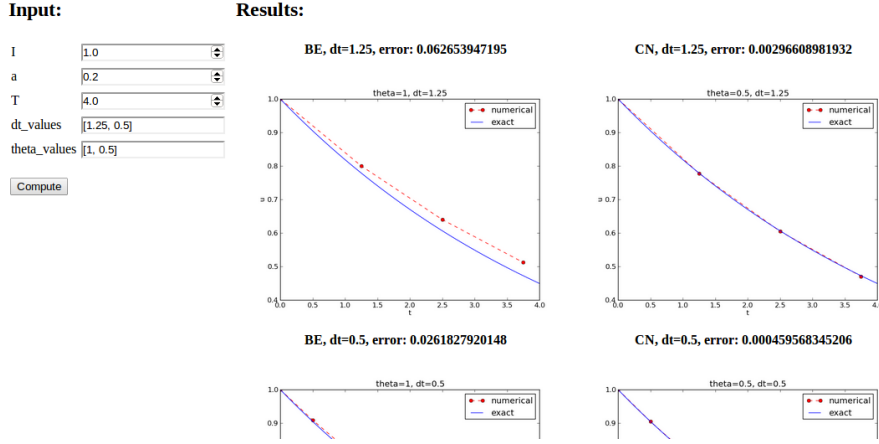 Input:
Results:
I 1.0
a 0.2
T 4.0
dt_values [1.25, 0.5]
theta_values [1, 0.5]
Compute
BE, dt=1.25, error: 0.062653947195
theta=1, dt=1.25
numerical
exact
1.0
0.9
0.8
0.7
0.6
0.5
0.4
u
0.0 0.5 1.0 1.5 2.0 2.5 3.0 3.5 4.0
t
CN, dt=1.25, error: 0.00296608981932
theta=0.5, dt=1.25
numerical
exact
1.0
0.9
0.8
0.7
0.6
0.5
0.4
u
0.0 0.5 1.0 1.5 2.0 2.5 3.0 3.5 4.
t
BE, dt=0.5, error: 0.0261827920148
theta=1, dt=0.5
numerical
exact
1.0
0.9
CN, dt=0.5, error: 0.000459568345206
theta=0.5, dt=0.5
numerical
exact
1.0
0.9